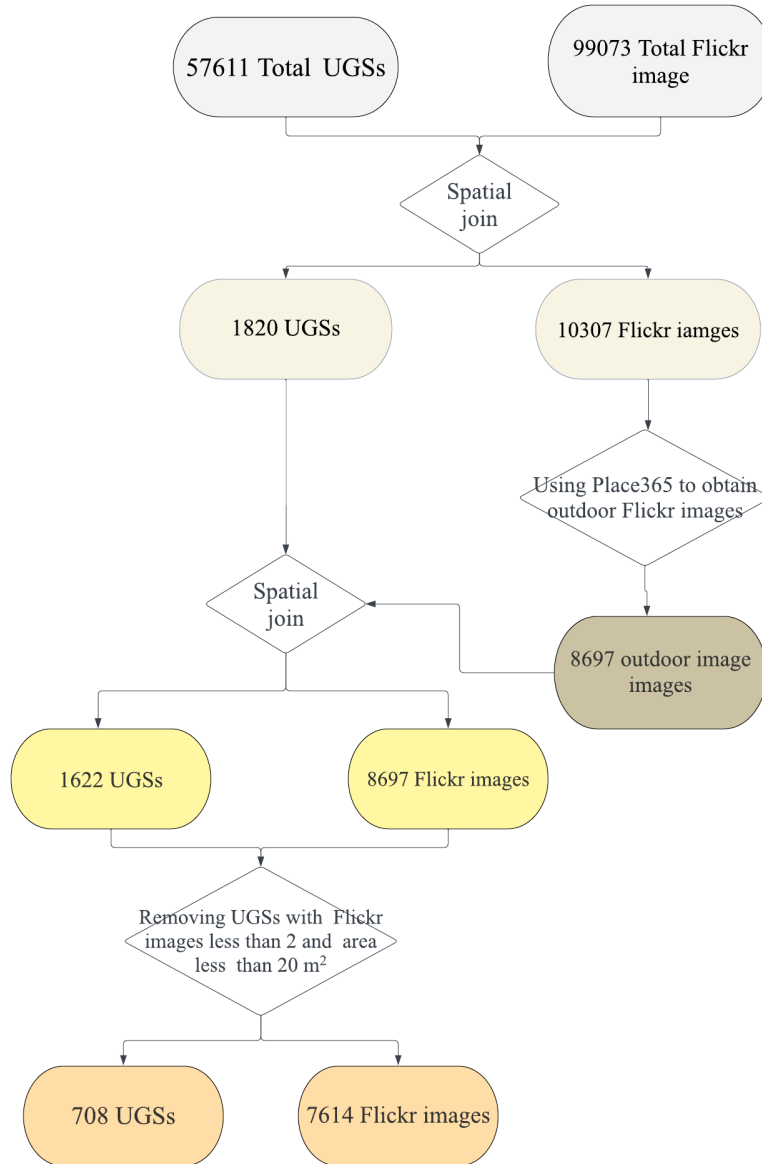 57611 Total  UGSs
99073 Total Flickr
image
Spatial
join
1820 UGSs
10307 Flickr iamges
Using Place365 to obtain
outdoor Flickr images
Spatial
join
8697 outdoor image
images
1622 UGSs
8697 Flickr images
Removing UGSs with  Flickr
images less than 2 and  area
less  than 20 m²
708 UGSs
7614 Flickr images